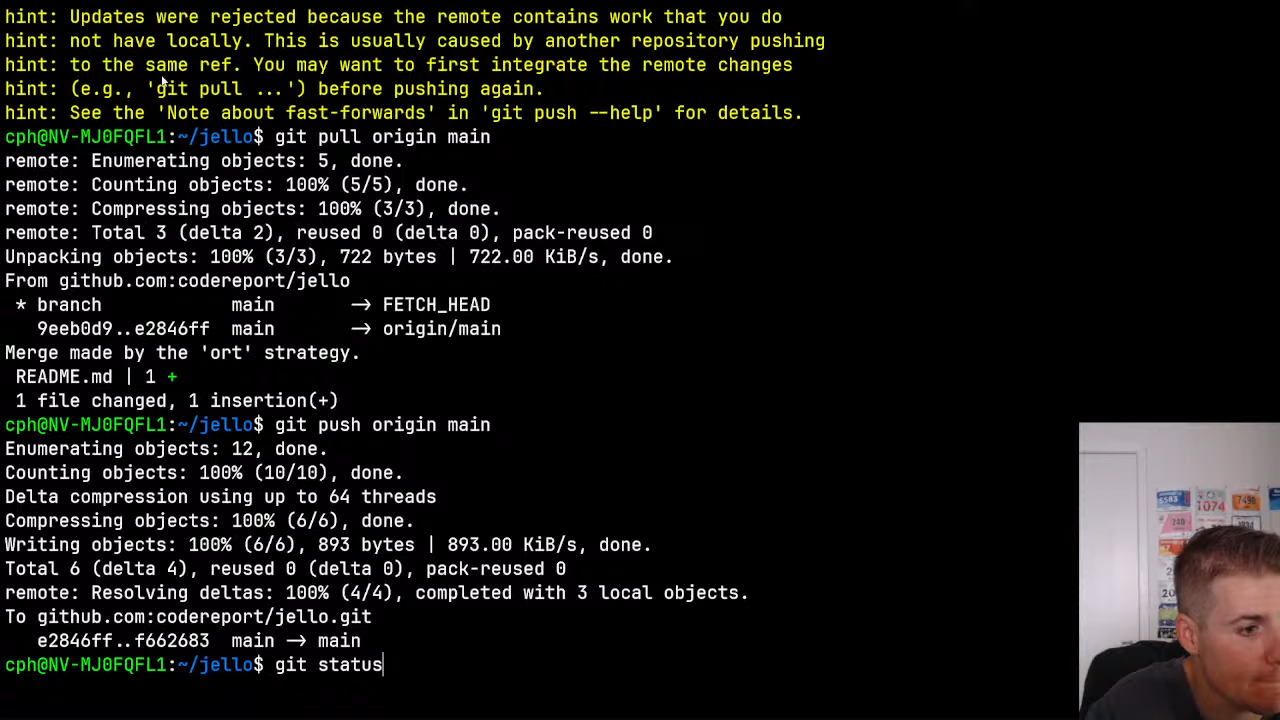 hint: Updates were rejected because the remote contains work that you do
hint: not have locally. This is usually caused by another repository pushing
hint: to the same ref. You may want to first integrate the remote changes
hint: (e.g., 'git pull ...') before pushing again.
hint: See the 'Note about fast-forwards' in 'git push --help' for details.
cph@NV-MJ0FQFL1:~/jello$ git pull origin main
remote: Enumerating objects: 5, done.
remote: Counting objects: 100% (5/5), done.
remote: Compressing objects: 100% (3/3), done.
remote: Total 3 (delta 2), reused 0 (delta 0), pack-reused 0
Unpacking objects: 100% (3/3), 722 bytes | 722.00 KiB/s, done.
From github.com:codereport/jello
* branch main -> FETCH_HEAD
9eeb0d9..e2846ff main -> origin/main
Merge made by the 'ort' strategy.
README.md | 1 +
1 file changed, 1 insertion(+)
cph@NV-MJ0FQFL1:~/jello$ git push origin main
Enumerating objects: 12, done.
Counting objects: 100% (10/10), done.
Delta compression using up to 64 threads
Compressing objects: 100% (6/6), done.
Writing objects: 100% (6/6), 893 bytes | 893.00 KiB/s, done.
Total 6 (delta 4), reused 0 (delta 0), pack-reused 0
remote: Resolving deltas: 100% (4/4), completed with 3 local objects.
To github.com:codereport/jello.git
e2846ff..f662683 main -> main
cph@NV-MJ0FQFL1:~/jello$ git status
1074